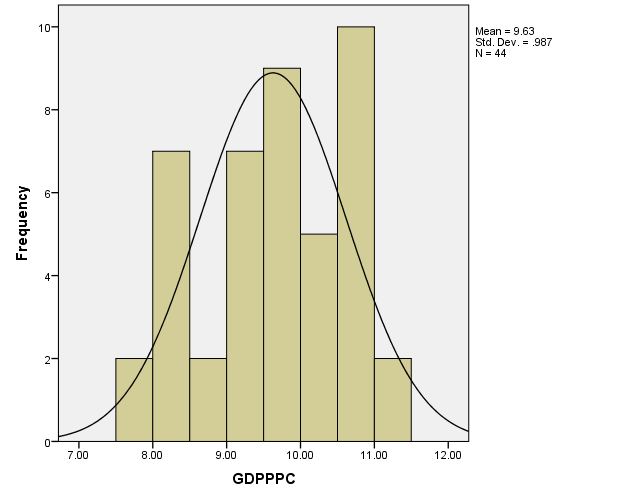 Mean = 9.63
Std. Dev. = .987
N = 44
Frequency
10
8
6
4
2
0
7.00 8.00 9.00 10.00 11.00 12.00
GDPPPC